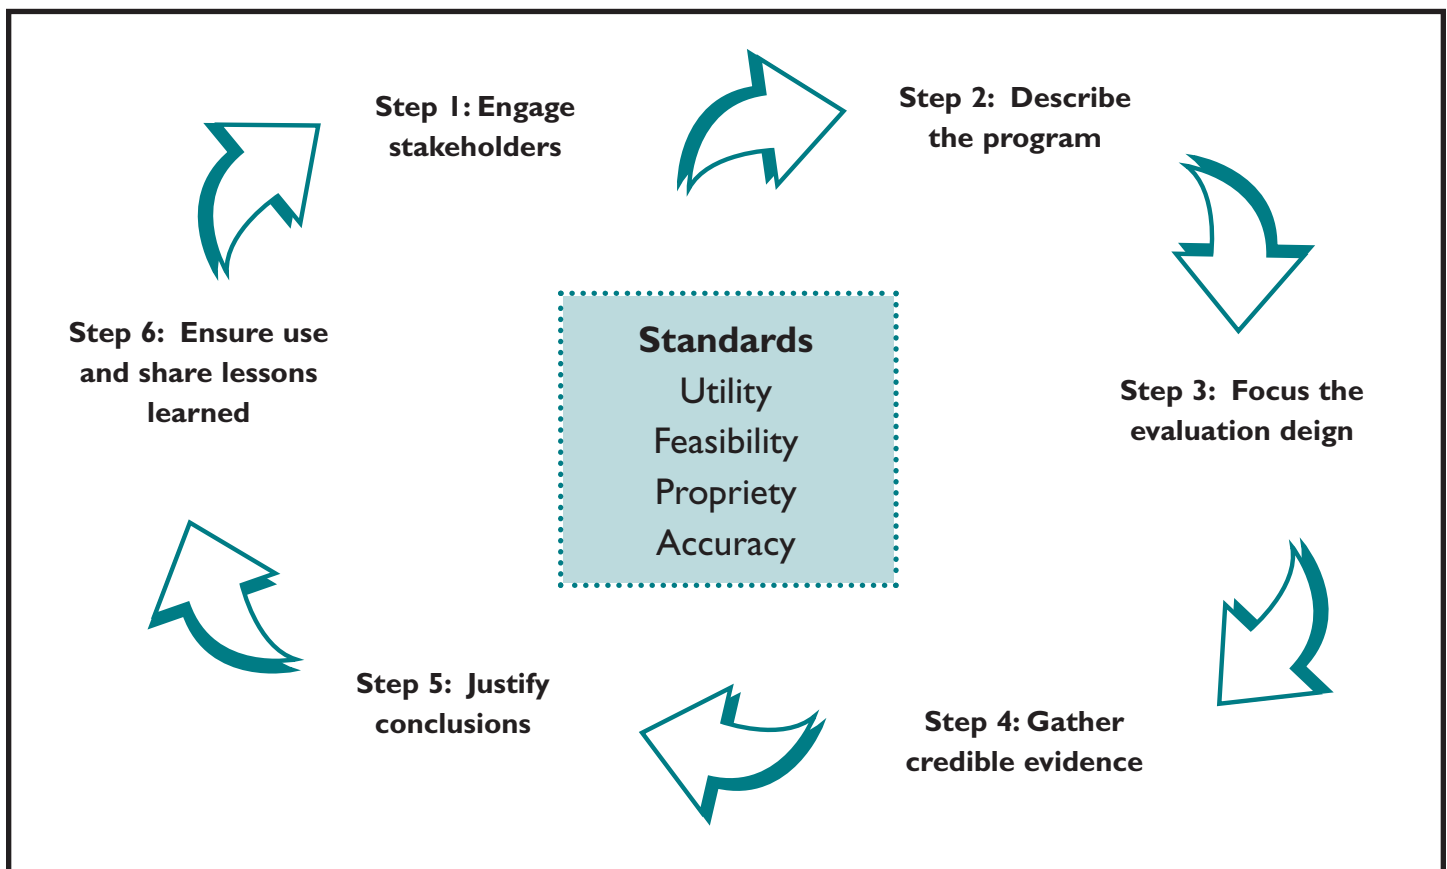 Step 1: Engage
stakeholders
Step 2: Describe
the program
Step 3: Focus the
evaluation deign
Step 4: Gather
credible evidence
Step 5: Justify
conclusions
Step 6: Ensure use
and share lessons
learned
Standards
Utility
Feasibility
Propriety
Accuracy